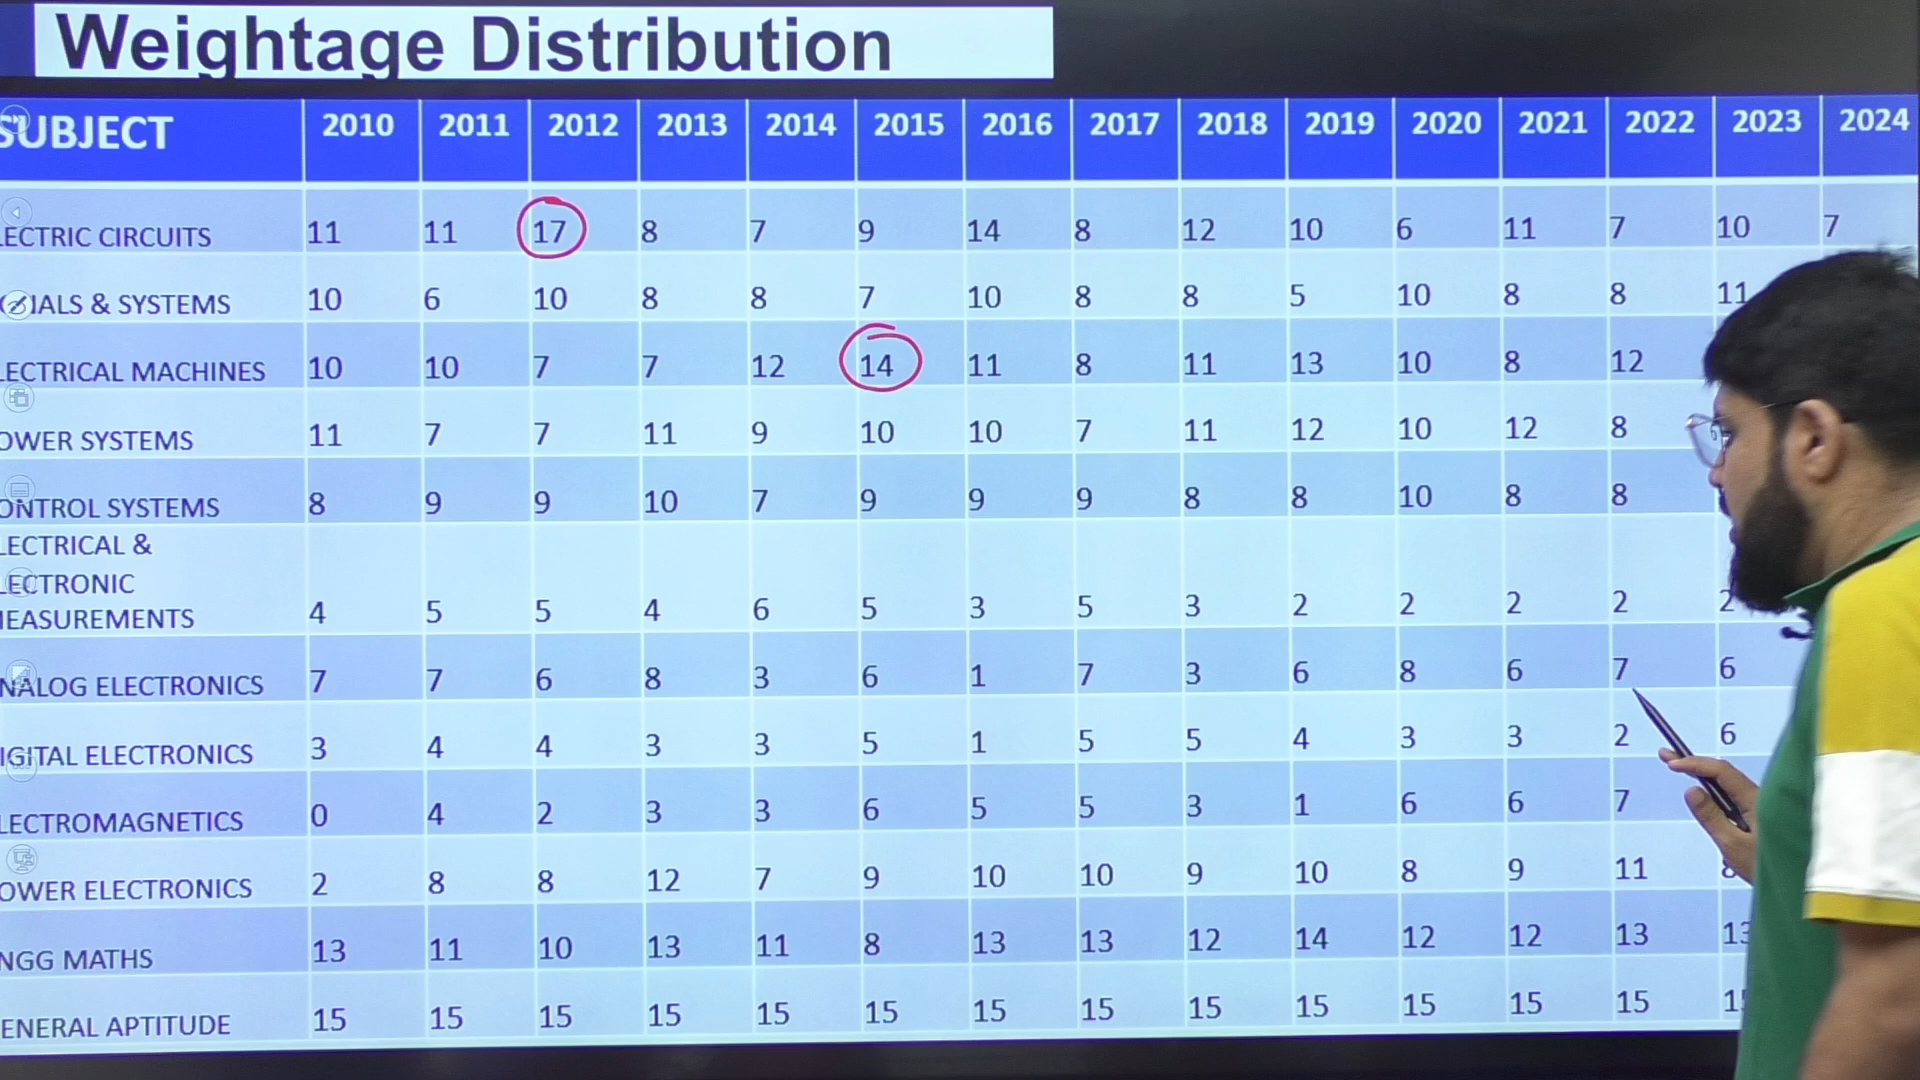 Weightage Distribution
SUBJECT 2010 2011 2012 2013 2014 2015 2016 2017 2018 2019 2020 2021 2022 2023 2024
LECTRIC CIRCUITS 11 11 17 8 7 9 14 8 12 10 6 11 7 10 7
IALS & SYSTEMS 10 6 10 8 8 7 10 8 8 5 10 8 8 11
LECTRICAL MACHINES 10 10 7 7 12 14 11 8 11 13 10 8 12
OWER SYSTEMS 11 7 7 11 9 10 10 7 11 12 10 12 8
ONTROL SYSTEMS 8 9 9 10 7 9 9 9 8 8 10 8 8
LECTRICAL &
LECTRONIC
MEASUREMENTS 4 5 5 4 6 5 3 5 3 2 2 2 2 2
NALOG ELECTRONICS 7 7 6 8 3 6 1 7 3 6 8 6 7 6
IGITAL ELECTRONICS 3 4 4 3 3 5 1 5 5 4 3 3 2 6
LECTROMAGNETICS 0 4 2 3 3 6 5 5 3 1 6 6 7
OWER ELECTRONICS 2 8 8 12 7 9 10 10 9 10 8 9 11 8
NGG MATHS 13 11 10 13 11 8 13 13 12 14 12 12 13 13
ENERAL APTITUDE 15 15 15 15 15 15 15 15 15 15 15 15 15 15